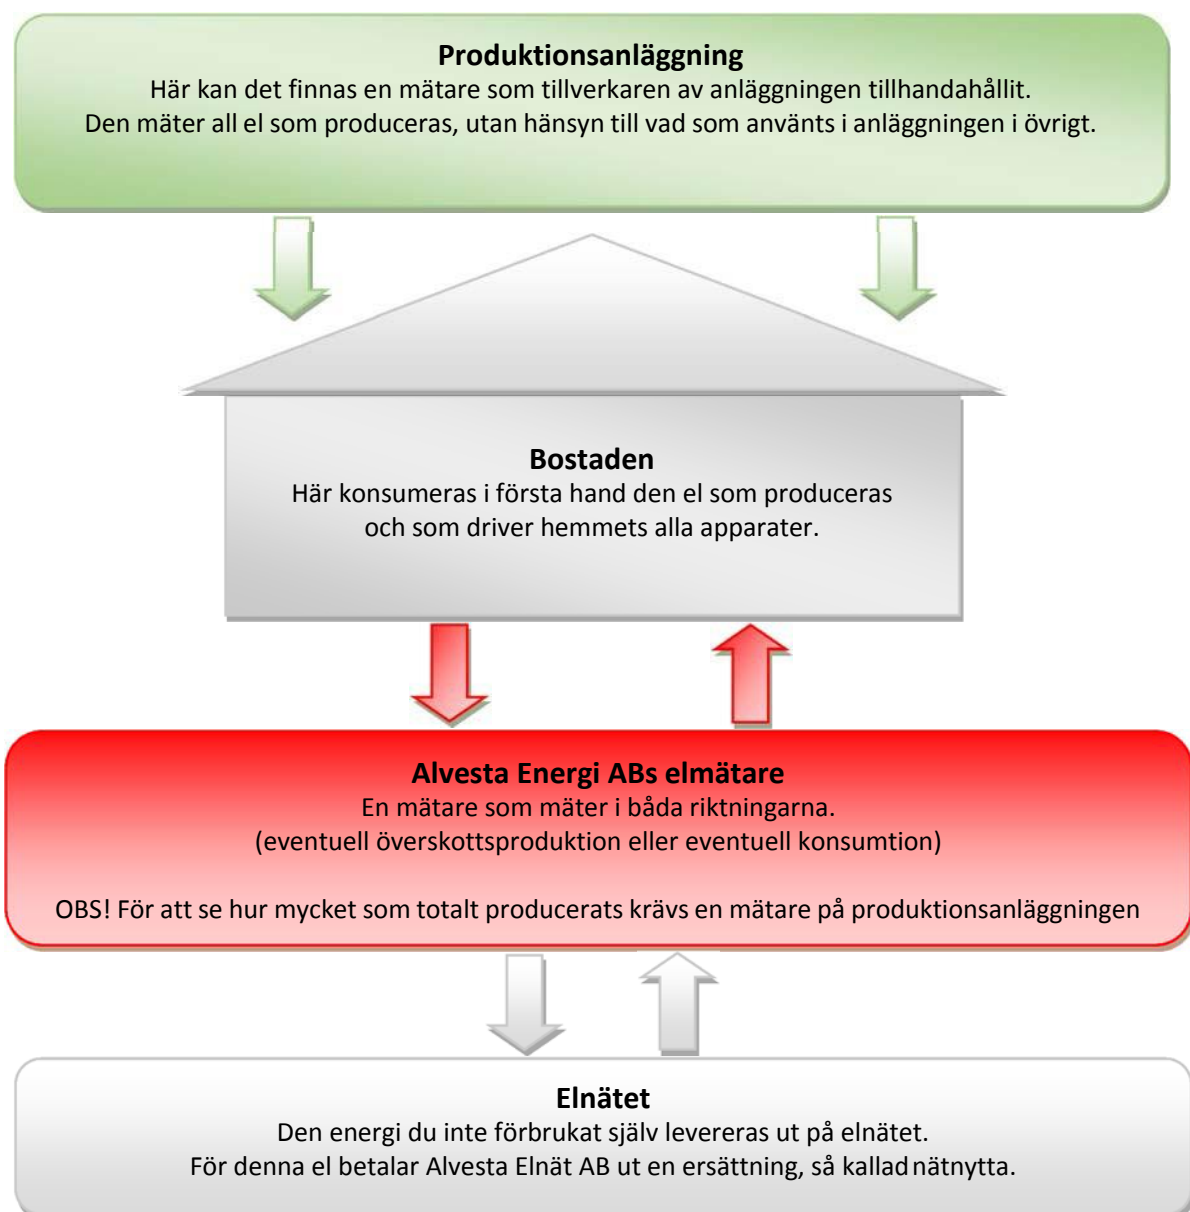 Produktionsanläggning
Här kan det finnas en mätare som tillverkaren av anläggningen tillhandahållit.
Den mäter all el som produceras, utan hänsyn till vad som använts i anläggningen i övrigt.
Bostaden
Här konsumeras i första hand den el som produceras
och som driver hemmets alla apparater.
Alvesta Energi ABs elmätare
En mätare som mäter i båda riktningarna.
(eventuell överskottsproduktion eller eventuell konsumtion)
OBS! För att se hur mycket som totalt producerats krävs en mätare på produktionsanläggningen
Elnätet
Den energi du inte förbrukat själv levereras ut på elnätet.
För denna el betalar Alvesta Elnät AB ut en ersättning, så kallad nätnytta.